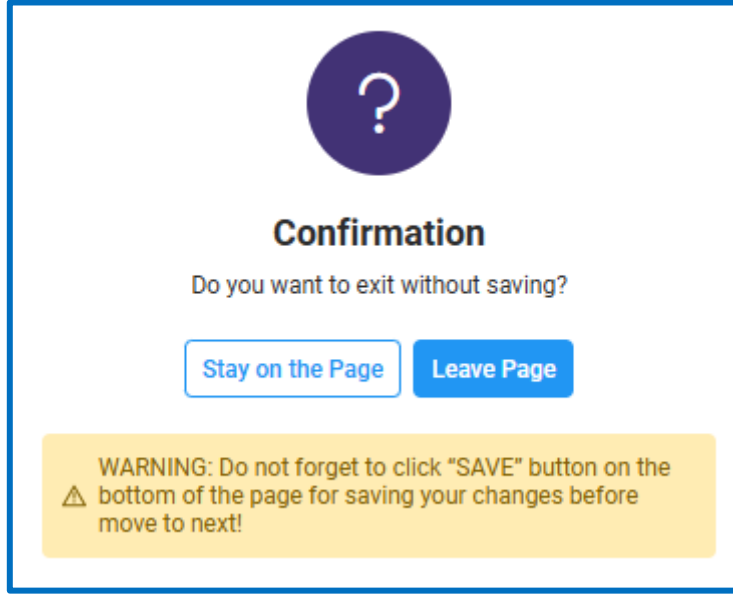 ?
Confirmation
Do you want to exit without saving?
Stay on the Page
Leave Page
WARNING: Do not forget to click “SAVE” button on the
bottom of the page for saving your changes before
move to next!